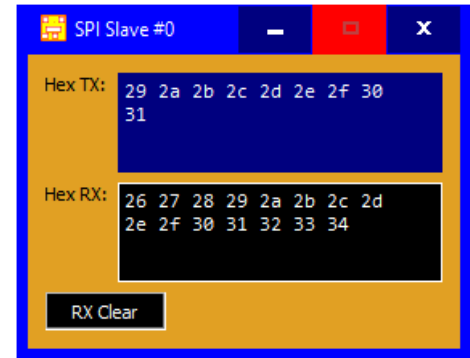 SPI Slave #0
Hex TX:
29 2a 2b 2c 2d 2e 2f 30
31
Hex RX:
26 27 28 29 2a 2b 2c 2d
2e 2f 30 31 32 33 34
RX Clear